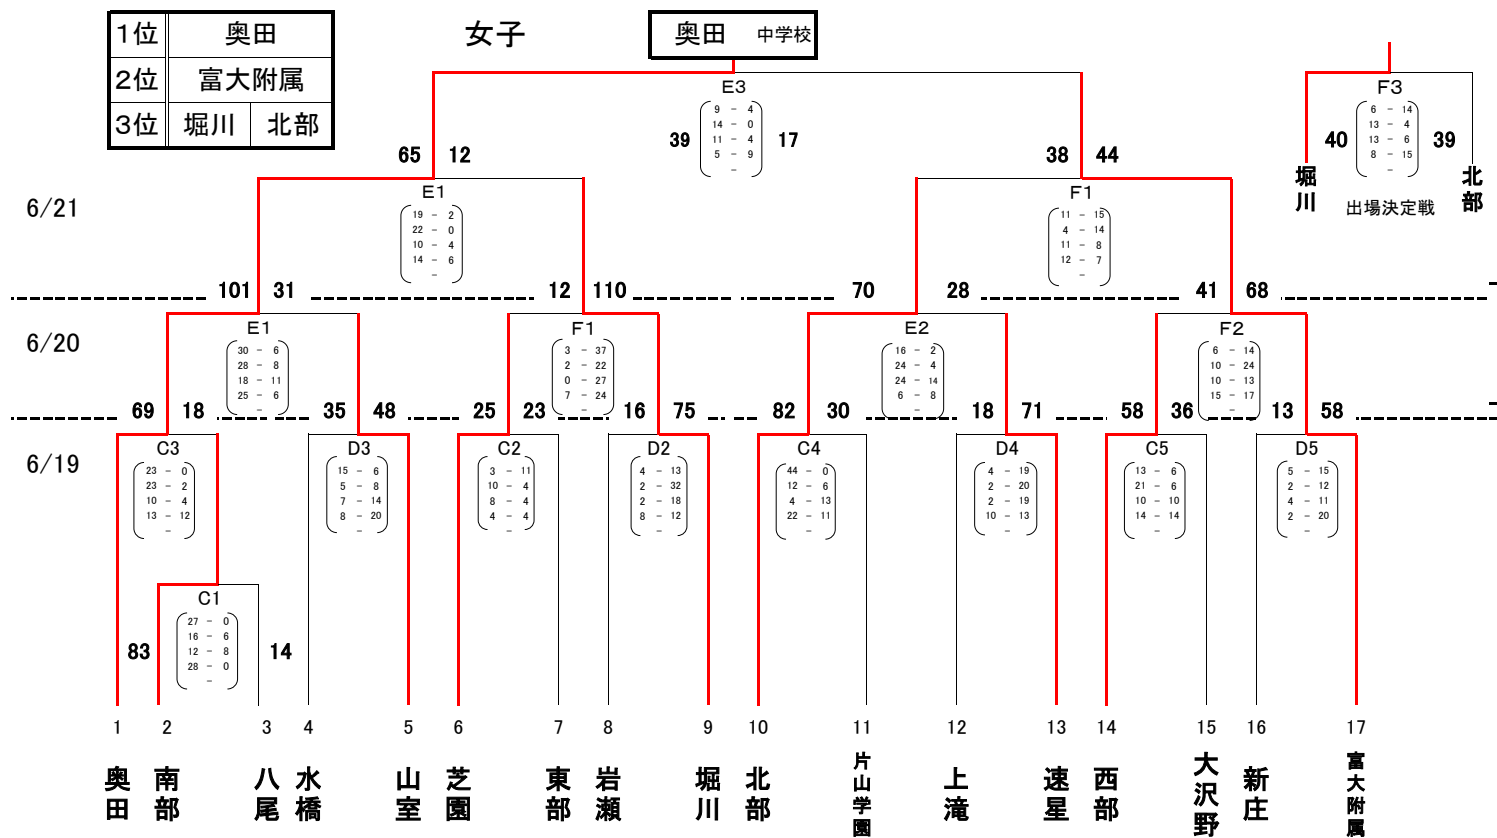 1位 奥田
2位 富大附属
3位 堀川 北部
女子
奥田 中学校
E3
9 - 4
14 - 0
11 - 4
5 - 9
-
39 17
F3
6 - 14
13 - 4
13 - 6
8 - 15
-
40 39
堀川
北部
出場決定戦
65 12
38 44
6/21
E1
19 - 2
22 - 0
10 - 4
14 - 6
-
F1
11 - 15
4 - 14
11 - 8
12 - 7
-
101 31
12 110
70 28
41 68
6/20
E1
30 - 6
28 - 8
18 - 11
25 - 6
-
F1
3 - 37
2 - 22
0 - 27
7 - 24
-
E2
16 - 2
24 - 4
24 - 14
6 - 8
-
F2
6 - 14
10 - 24
10 - 13
15 - 17
-
69 18
35 48
25 23
16 75
82 30
18 71
58 36
13 58
6/19
C3
23 - 0
23 - 2
10 - 4
13 - 12
-
D3
15 - 6
5 - 8
7 - 14
8 - 20
-
C2
3 - 11
10 - 4
8 - 4
4 - 4
-
D2
4 - 13
2 - 32
2 - 18
8 - 12
-
C4
44 - 0
12 - 6
4 - 13
22 - 11
-
D4
4 - 19
2 - 20
2 - 19
10 - 13
-
C5
13 - 6
21 - 6
10 - 10
14 - 14
-
D5
5 - 15
2 - 12
4 - 11
2 - 20
-
C1
27 - 0
16 - 6
12 - 8
28 - 0
-
83 14
1 2 3 4 5 6 7 8 9 10 11 12 13 14 15 16 17
奥田
南部
八尾
水橋
山室
芝園
東部
岩瀬
堀川
北部
片山学園
上滝
速星
西部
大沢野
新庄
富大附属